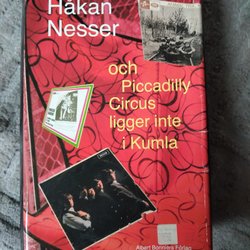 Håkan
Nesser
och
Piccadilly
Circus
ligger inte
i Kumla
Albert Bonniers Förlag